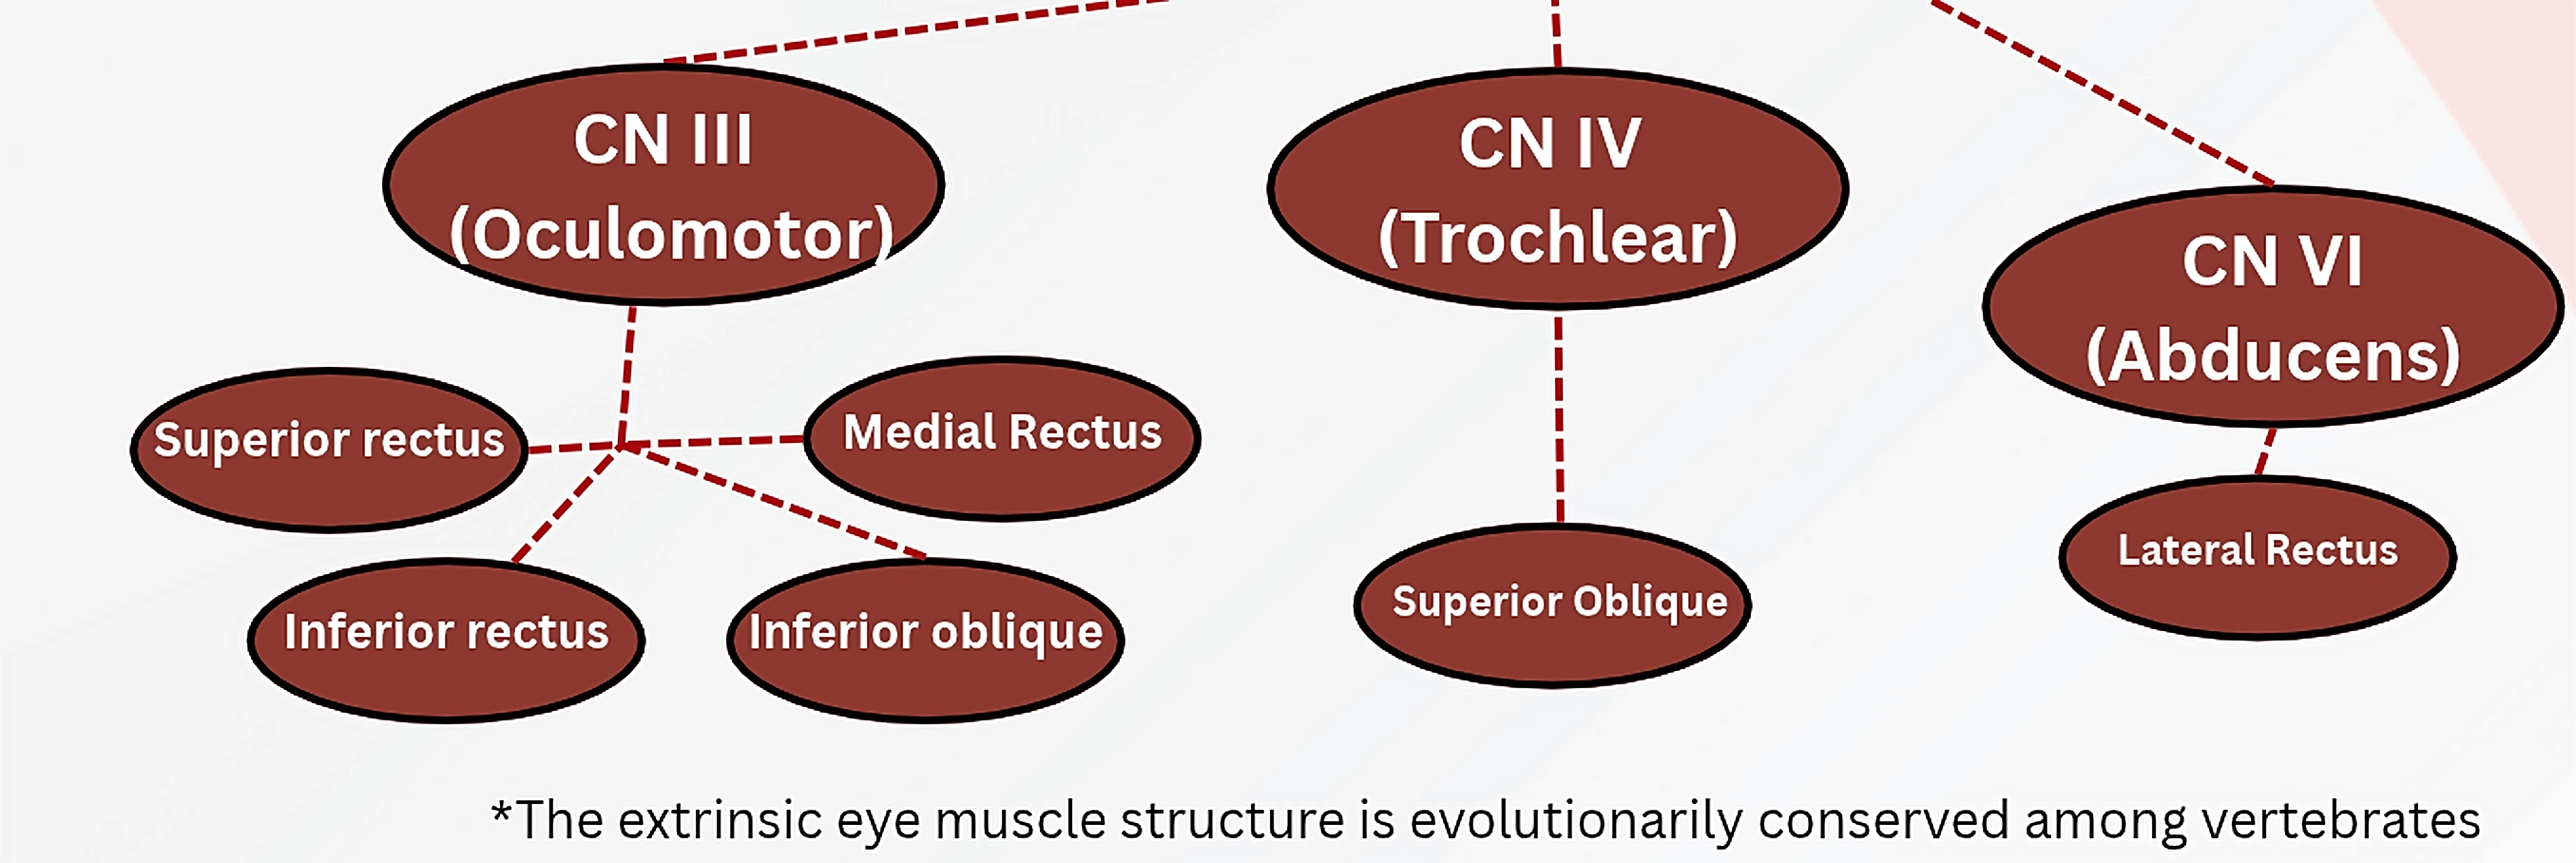 CN III
(Oculomotor)
CN IV
(Trochlear)
CN VI
(Abducens)
Superior rectus
Medial Rectus
Inferior rectus
Inferior oblique
Superior Oblique
Lateral Rectus
*The extrinsic eye muscle structure is evolutionarily conserved among vertebrates